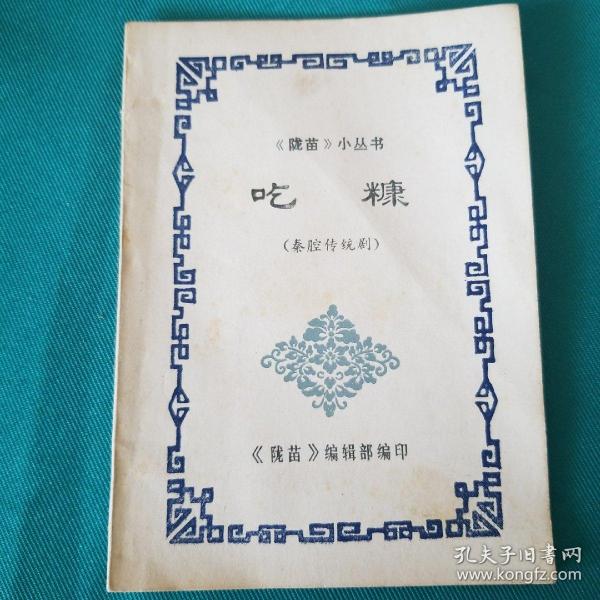 《陇苗》小丛书
吃 糠
(秦腔传统剧)
《陇苗》编辑部编印
孔夫子旧书网
www.kongfz.com